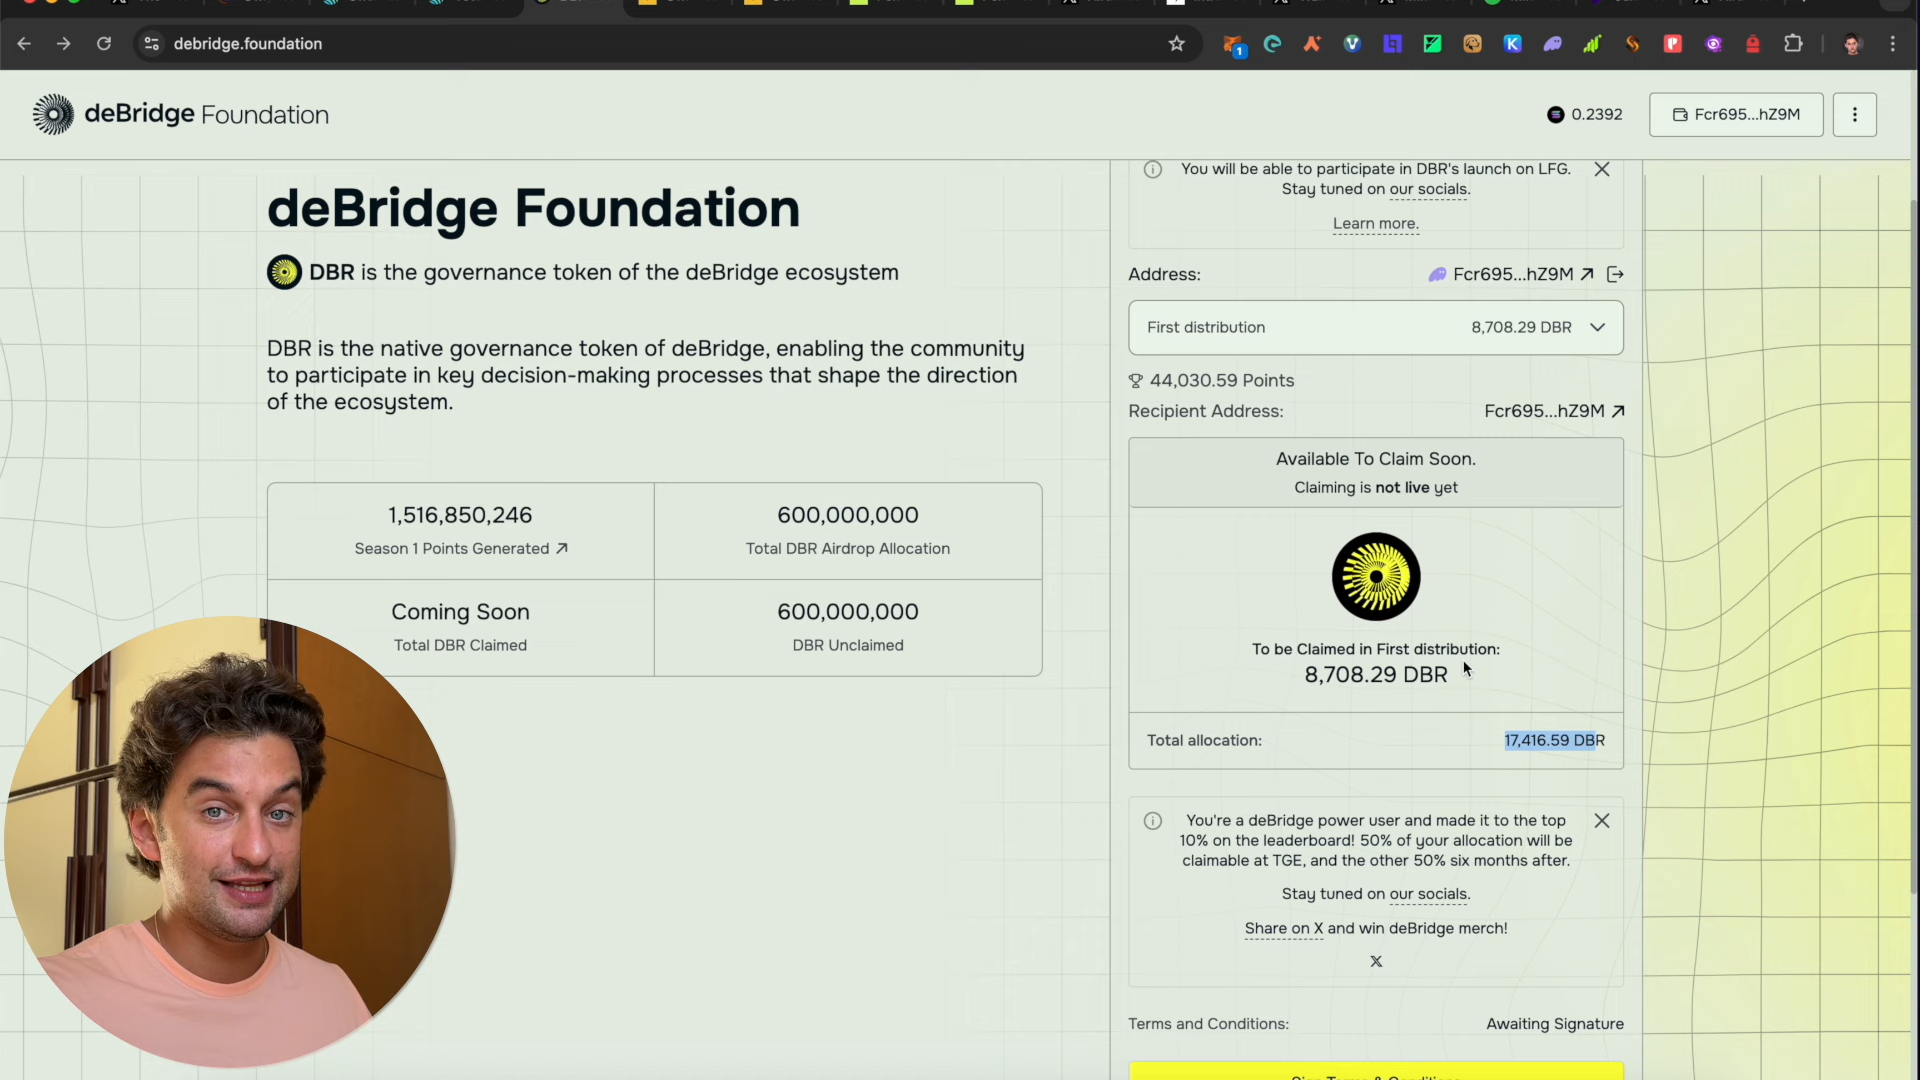 debridge.foundation
1
deBridge Foundation
0.2392
Fcr695...hZ9M
deBridge Foundation
DBR is the governance token of the deBridge ecosystem
DBR is the native governance token of deBridge, enabling the community
to participate in key decision-making processes that shape the direction
of the ecosystem.
1,516,850,246
Season 1 Points Generated
600,000,000
Total DBR Airdrop Allocation
Coming Soon
Total DBR Claimed
600,000,000
DBR Unclaimed
You will be able to participate in DBR's launch on LFG.
Stay tuned on our socials.
Learn more.
Address:
Fcr695...hZ9M
First distribution
8,708.29 DBR
44,030.59 Points
Recipient Address:
Fcr695...hZ9M
Available To Claim Soon.
Claiming is not live yet
To be Claimed in First distribution:
8,708.29 DBR
Total allocation:
17,416.59 DBR
You're a deBridge power user and made it to the top
10% on the leaderboard! 50% of your allocation will be
claimable at TGE, and the other 50% six months after.
Stay tuned on our socials.
Share on X and win deBridge merch!
Terms and Conditions:
Awaiting Signature
Sign Terms & Conditions